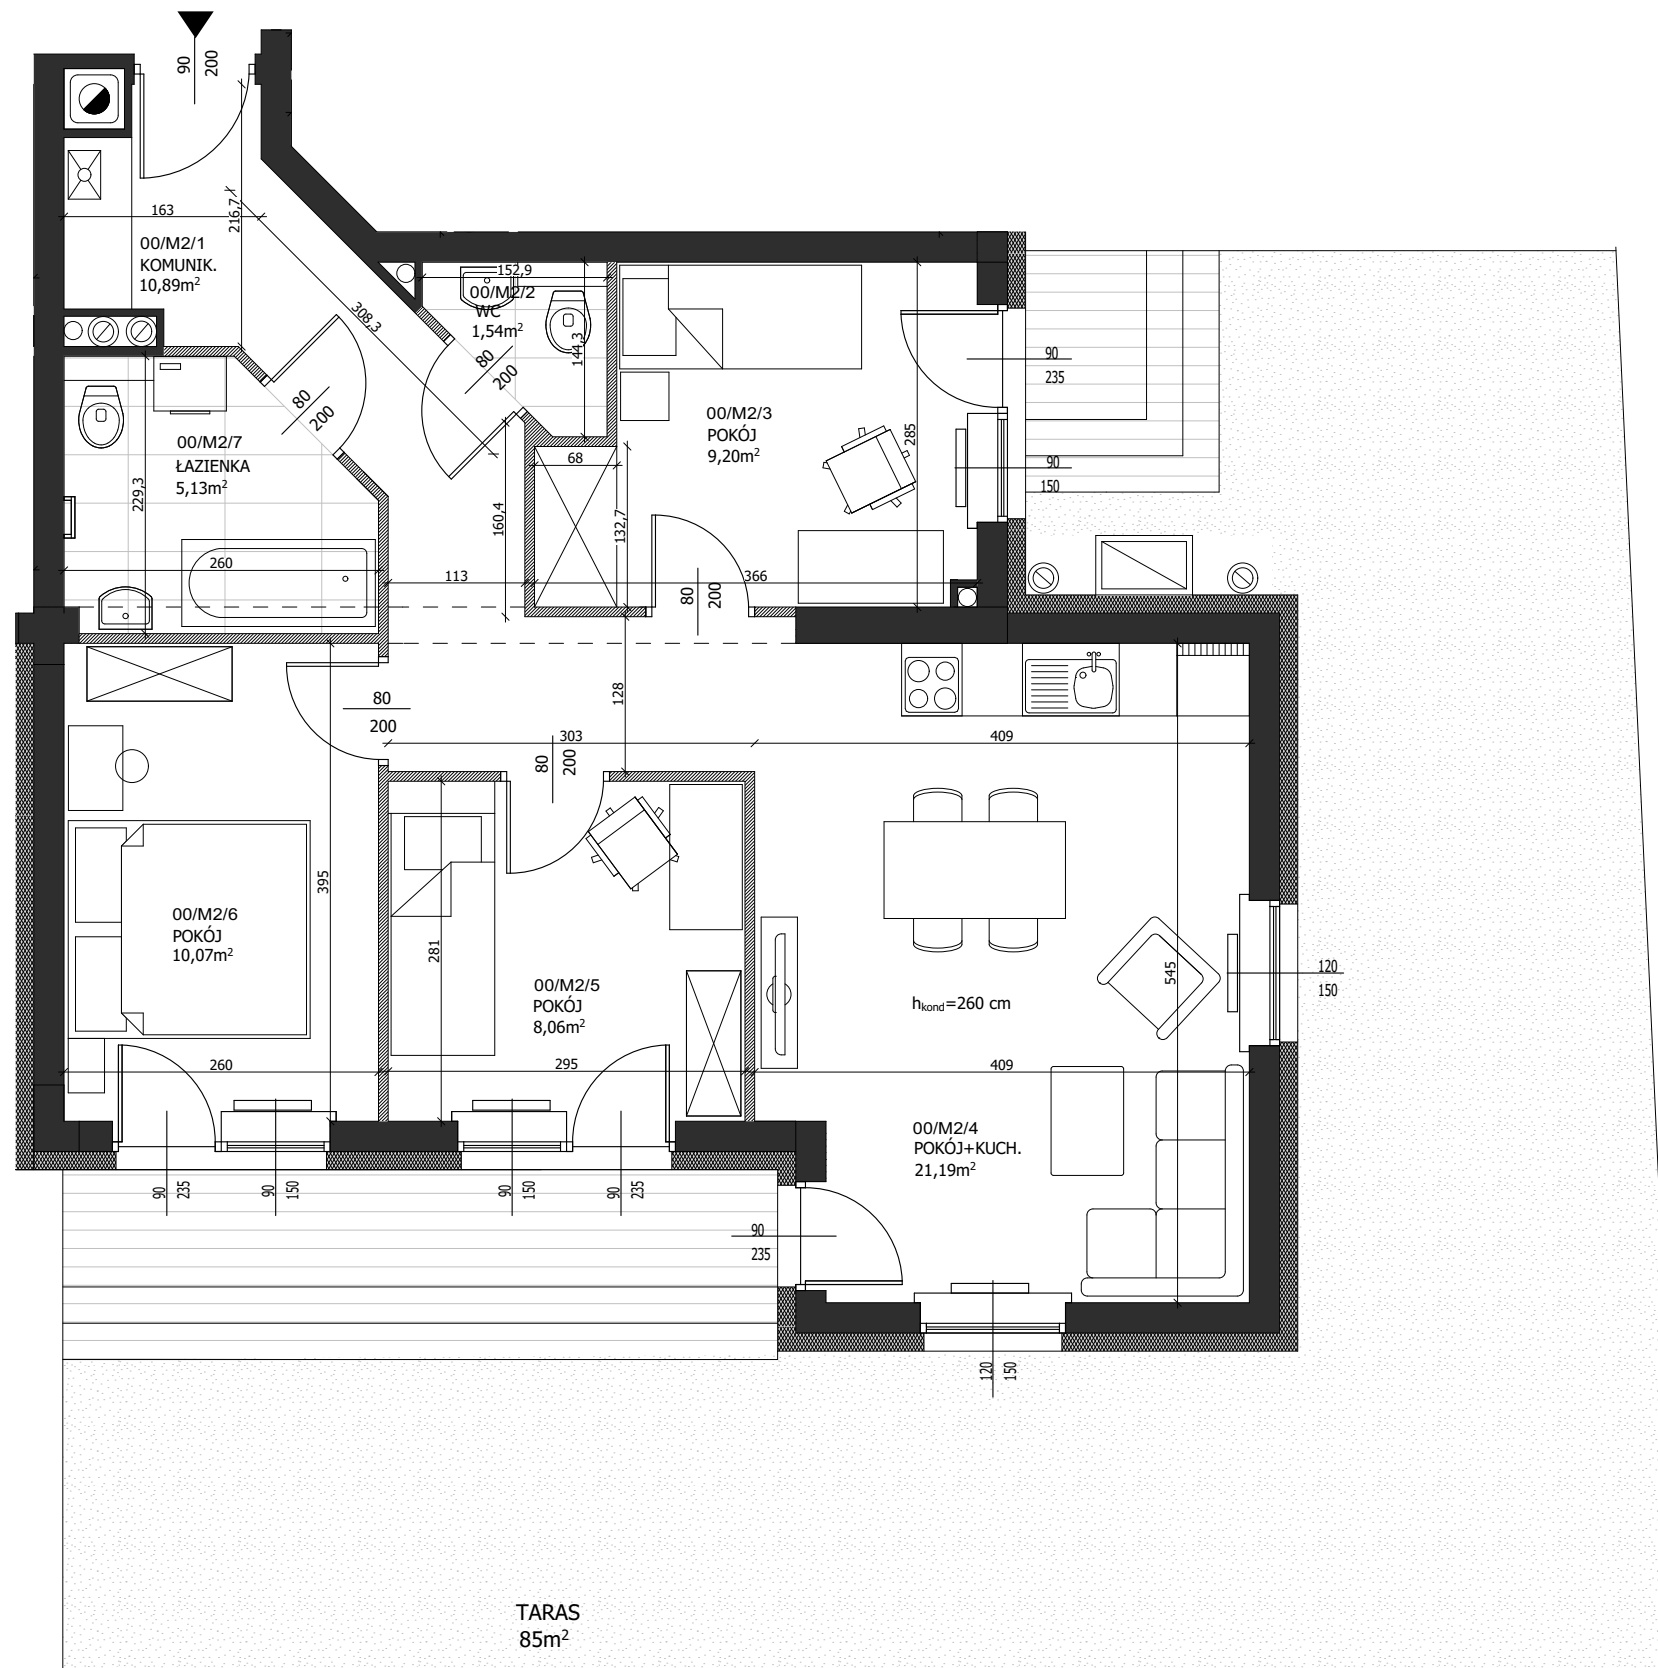 90
200
163
216,7
00/M2/1
KOMUNIK.
10,89m²
308,3
152,9
00/M2/2
WC
1,54m²
144,3
80
200
80
200
00/M2/7
ŁAZIENKA
5,13m²
229,3
260
00/M2/3
POKÓJ
9,20m²
285
90
235
90
150
68
160,4
132,7
113
366
80
200
80
200
128
303
409
80
200
00/M2/6
POKÓJ
10,07m²
395
281
00/M2/5
POKÓJ
8,06m²
hkond=260 cm
545
120
150
260
295
409
00/M2/4
POKÓJ+KUCH.
21,19m²
90
235
90
150
90
150
90
235
90
235
120
150
TARAS
85m²